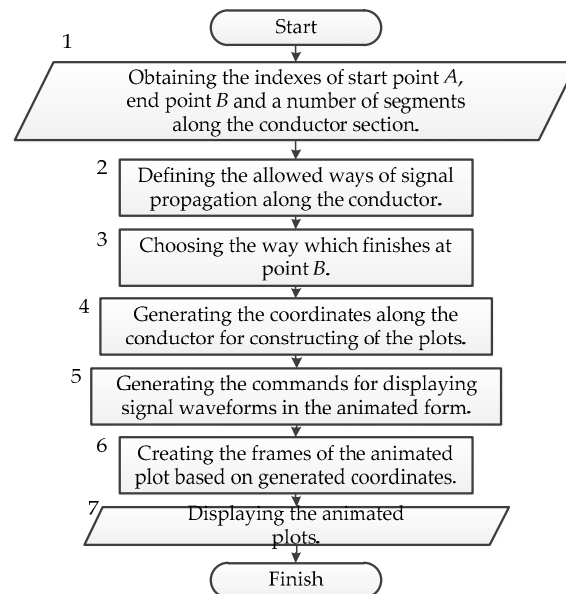 Start
1
Obtaining the indexes of start point A,
end point B and a number of segments
along the conductor section.
2
Defining the allowed ways of signal
propagation along the conductor.
3
Choosing the way which finishes at
point B.
4
Generating the coordinates along the
conductor for constructing of the plots.
5
Generating the commands for displaying
signal waveforms in the animated form.
6
Creating the frames of the animated
plot based on generated coordinates.
7
Displaying the animated
plots.
Finish